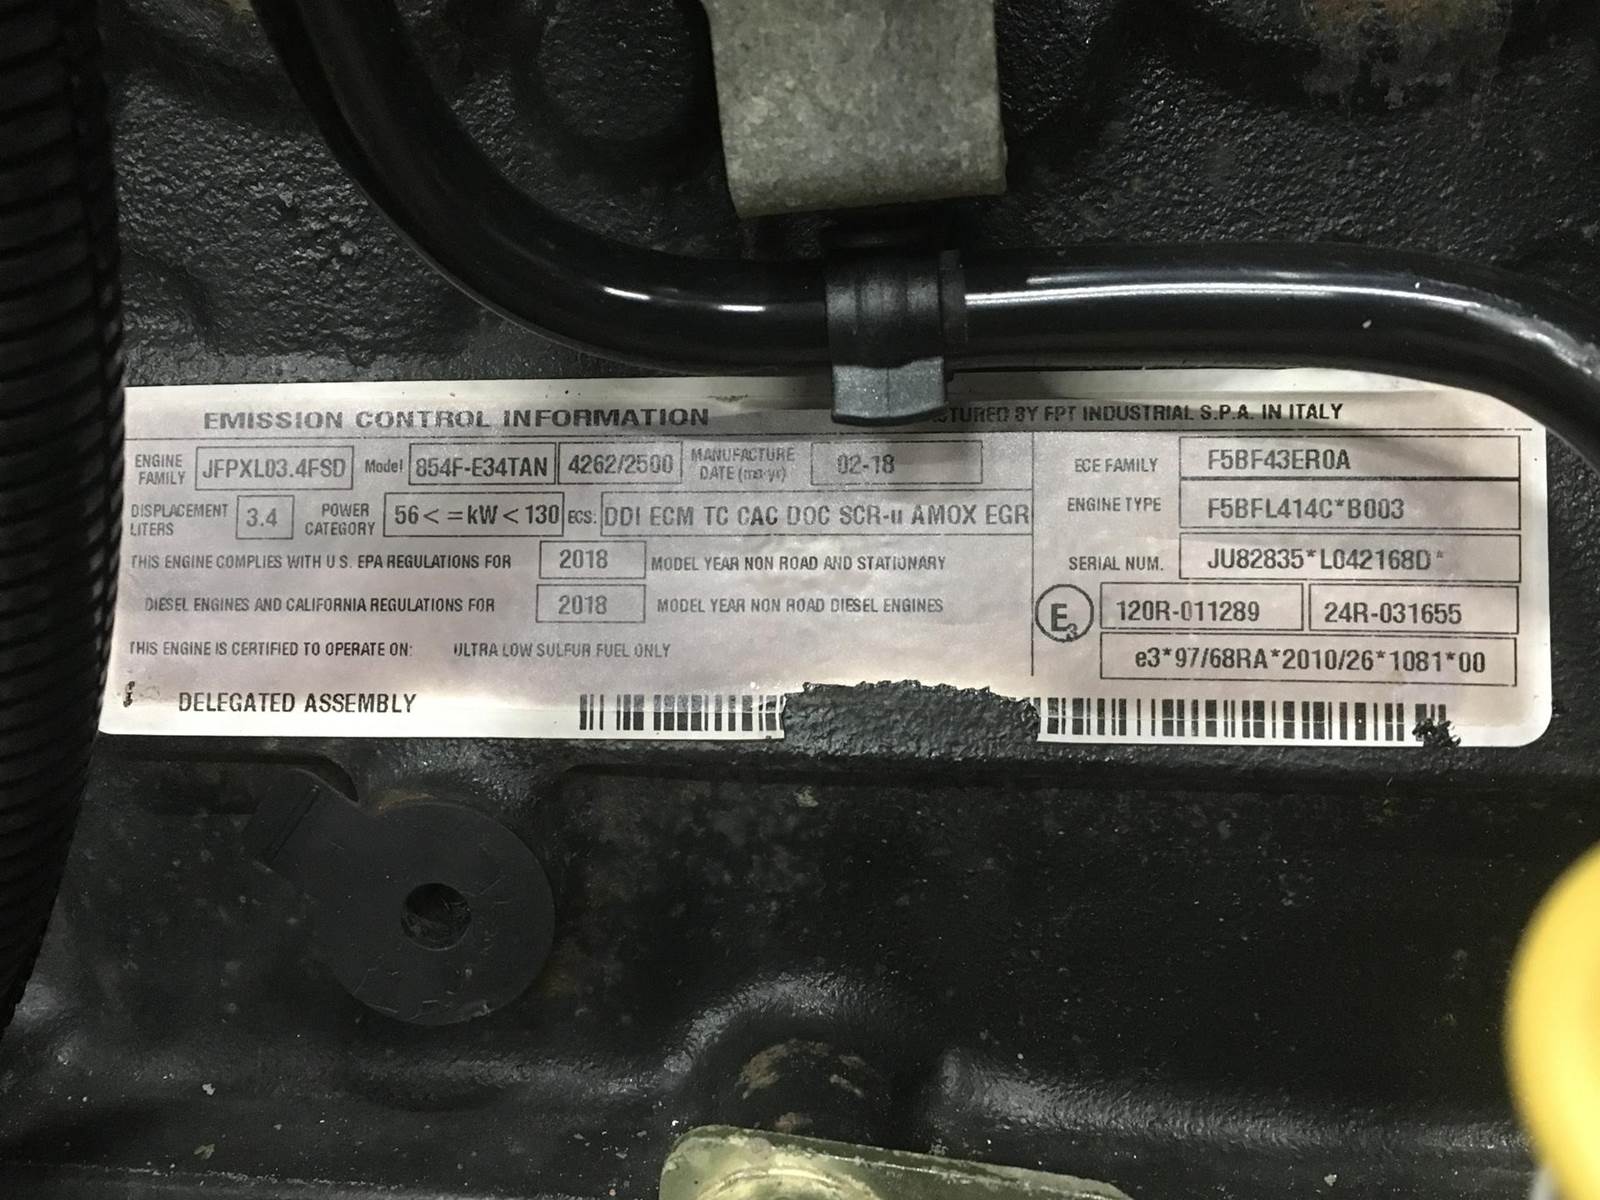 EMISSION CONTROL INFORMATION
BY FPT INDUSTRIAL S.P.A. IN ITALY
ENGINE FAMILY JFPXL03.4FSD Model 854F-E34TAN 4262/2500 MANUFACTURE DATE (m-yr) 02-18
DISPLACEMENT LITERS 3.4 POWER CATEGORY 56<=kW<130 ECS: DDI ECM TC CAC DOC SCR-u AMOX EGR
THIS ENGINE COMPLIES WITH U S. EPA REGULATIONS FOR 2018 MODEL YEAR NON ROAD AND STATIONARY
DIESEL ENGINES AND CALIFORNIA REGULATIONS FOR 2018 MODEL YEAR NON ROAD DIESEL ENGINES
THIS ENGINE IS CERTIFIED TO OPERATE ON: ULTRA LOW SULFUR FUEL ONLY
DELEGATED ASSEMBLY
ECE FAMILY F5BF43ER0A
ENGINE TYPE F5BFL414C*B003
SERIAL NUM. JU82835*L042168D*
E3 120R-011289 24R-031655
e3*97/68RA*2010/26*1081*00